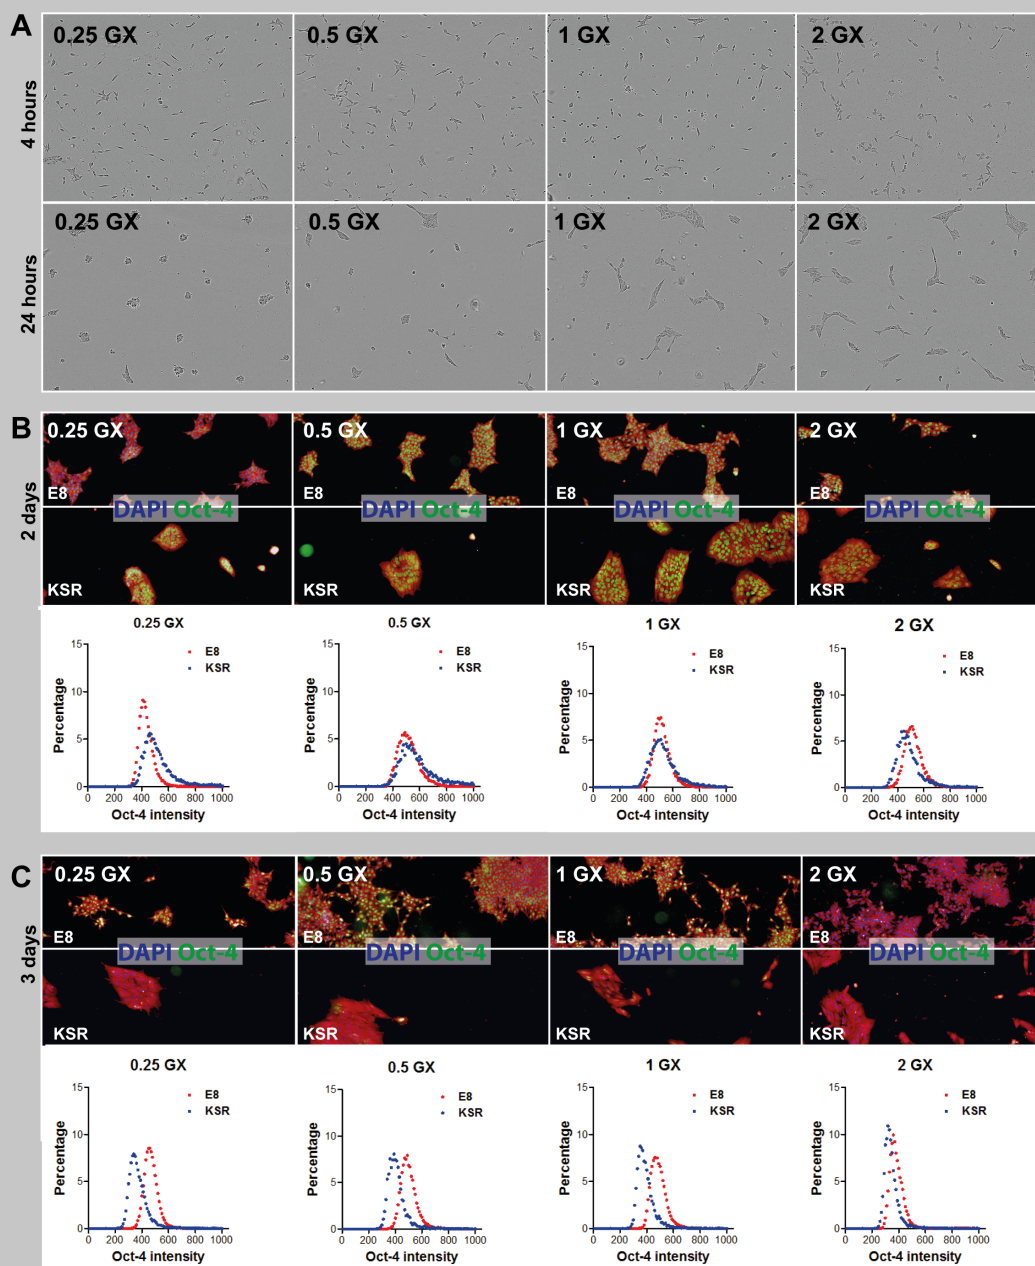 A
4 hours
0.25 GX
0.5 GX
1 GX
2 GX
24 hours
0.25 GX
0.5 GX
1 GX
2 GX
B
2 days
0.25 GX
0.5 GX
1 GX
2 GX
E8
E8
E8
E8
DAPI Oct-4
DAPI Oct-4
DAPI Oct-4
DAPI Oct-4
KSR
KSR
KSR
KSR
0.25 GX
15
10
5
0
Percentage
E8
KSR
0 200 400 600 800 1000
Oct-4 intensity
0.5 GX
15
10
5
0
Percentage
E8
KSR
0 200 400 600 800 1000
Oct-4 intensity
1 GX
15
10
5
0
Percentage
E8
KSR
0 200 400 600 800 1000
Oct-4 intensity
2 GX
15
10
5
0
Percentage
E8
KSR
0 200 400 600 800 1000
Oct-4 intensity
C
3 days
0.25 GX
0.5 GX
1 GX
2 GX
E8
E8
E8
E8
DAPI Oct-4
DAPI Oct-4
DAPI Oct-4
DAPI Oct-4
KSR
KSR
KSR
KSR
0.25 GX
15
10
5
0
Percentage
E8
KSR
0 200 400 600 800 1000
Oct-4 intensity
0.5 GX
15
10
5
0
Percentage
E8
KSR
0 200 400 600 800 1000
Oct-4 intensity
1 GX
15
10
5
0
Percentage
E8
KSR
0 200 400 600 800 1000
Oct-4 intensity
2 GX
15
10
5
0
Percentage
E8
KSR
0 200 400 600 800 1000
Oct-4 intensity